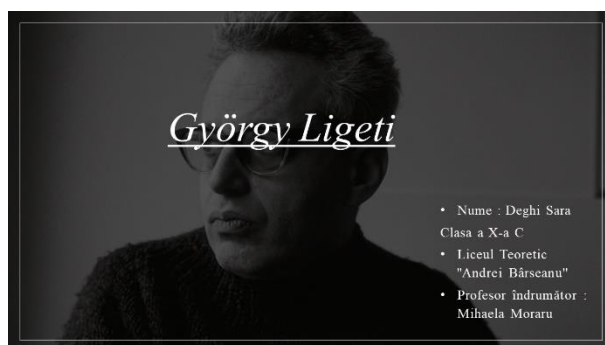 György Ligeti
• Nume : Deghi Sara
Clasa a X-a C
• Liceul Teoretic
"Andrei Bârseanu"
• Profesor îndrumător :
Mihaela Moraru